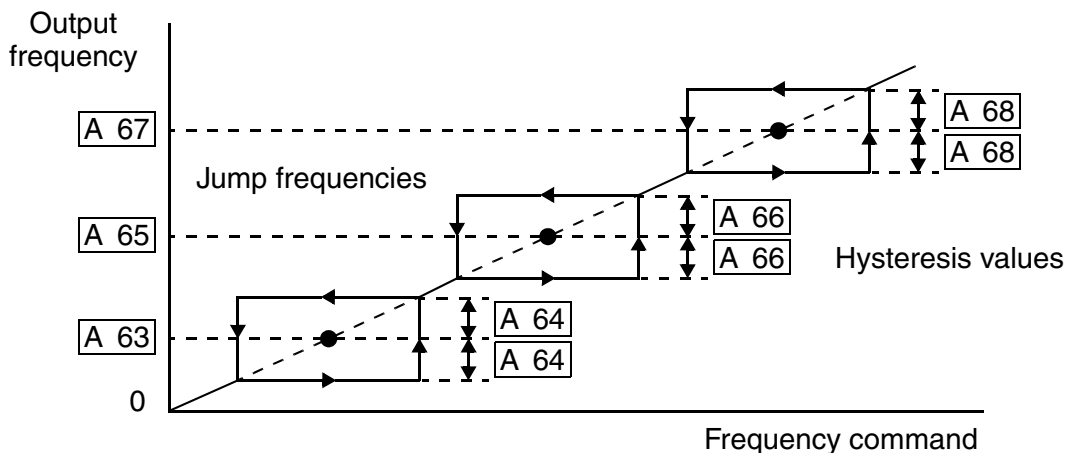 Output
frequency
A 67
A 68
A 68
Jump frequencies
A 65
A 66
A 66
Hysteresis values
A 63
A 64
A 64
0
Frequency command